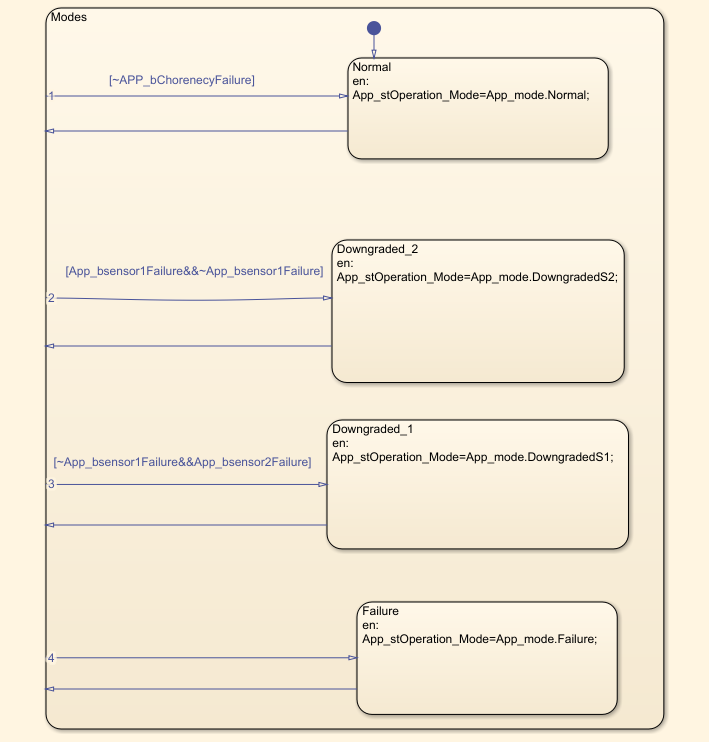 Modes
[~APP_bChorenecyFailure]
1
Normal
en:
App_stOperation_Mode=App_mode.Normal;
[App_bsensor1Failure&&~App_bsensor1Failure]
2
Downgraded_2
en:
App_stOperation_Mode=App_mode.DowngradedS2;
[~App_bsensor1Failure&&App_bsensor2Failure]
3
Downgraded_1
en:
App_stOperation_Mode=App_mode.DowngradedS1;
4
Failure
en:
App_stOperation_Mode=App_mode.Failure;